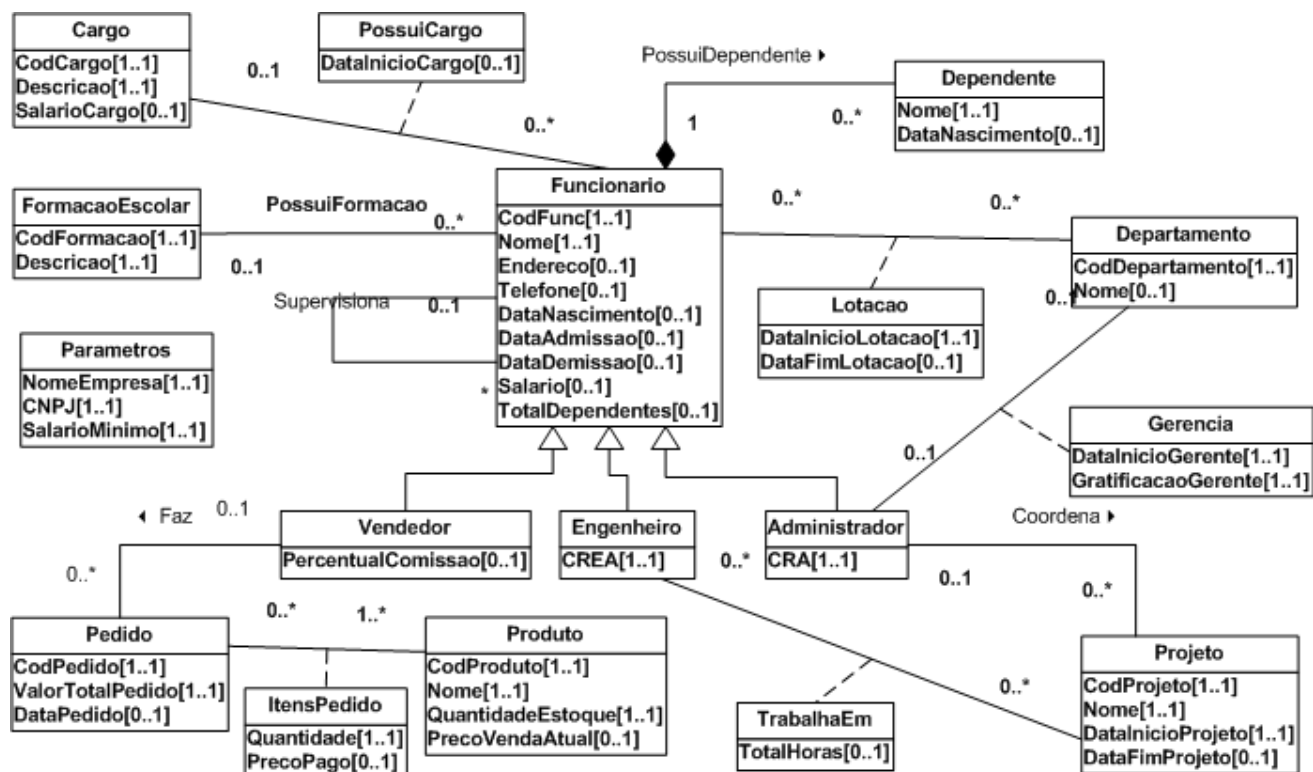 Cargo
CodCargo[1..1]
Descricao[1..1]
SalarioCargo[0..1]
0..1
PossuiCargo
DataInicioCargo[0..1]
0..*
PossuiDependente
1
0..*
Dependente
Nome[1..1]
DataNascimento[0..1]
FormacaoEscolar
CodFormacao[1..1]
Descricao[1..1]
PossuiFormacao
0..*
0..1
Funcionario
CodFunc[1..1]
Nome[1..1]
Endereco[0..1]
Telefone[0..1]
DataNascimento[0..1]
DataAdmissao[0..1]
DataDemissao[0..1]
Salario[0..1]
TotalDependentes[0..1]
Supervisiona
0..1
*
0..*
0..*
Departamento
CodDepartamento[1..1]
Nome[0..1]
Lotacao
DataInicioLotacao[1..1]
DataFimLotacao[0..1]
Parametros
NomeEmpresa[1..1]
CNPJ[1..1]
SalarioMinimo[1..1]
0..1
0..1
Gerencia
DataInicioGerente[1..1]
GratificacaoGerente[1..1]
Faz
0..1
0..*
Vendedor
PercentualComissao[0..1]
Engenheiro
CREA[1..1]
0..*
Administrador
CRA[1..1]
Coordena
0..1
0..*
Pedido
CodPedido[1..1]
ValorTotalPedido[1..1]
DataPedido[0..1]
0..*
1..*
ItensPedido
Quantidade[1..1]
PrecoPago[0..1]
Produto
CodProduto[1..1]
Nome[1..1]
QuantidadeEstoque[1..1]
PrecoVendaAtual[0..1]
TrabalhaEm
TotalHoras[0..1]
0..*
Projeto
CodProjeto[1..1]
Nome[1..1]
DataInicioProjeto[1..1]
DataFimProjeto[0..1]